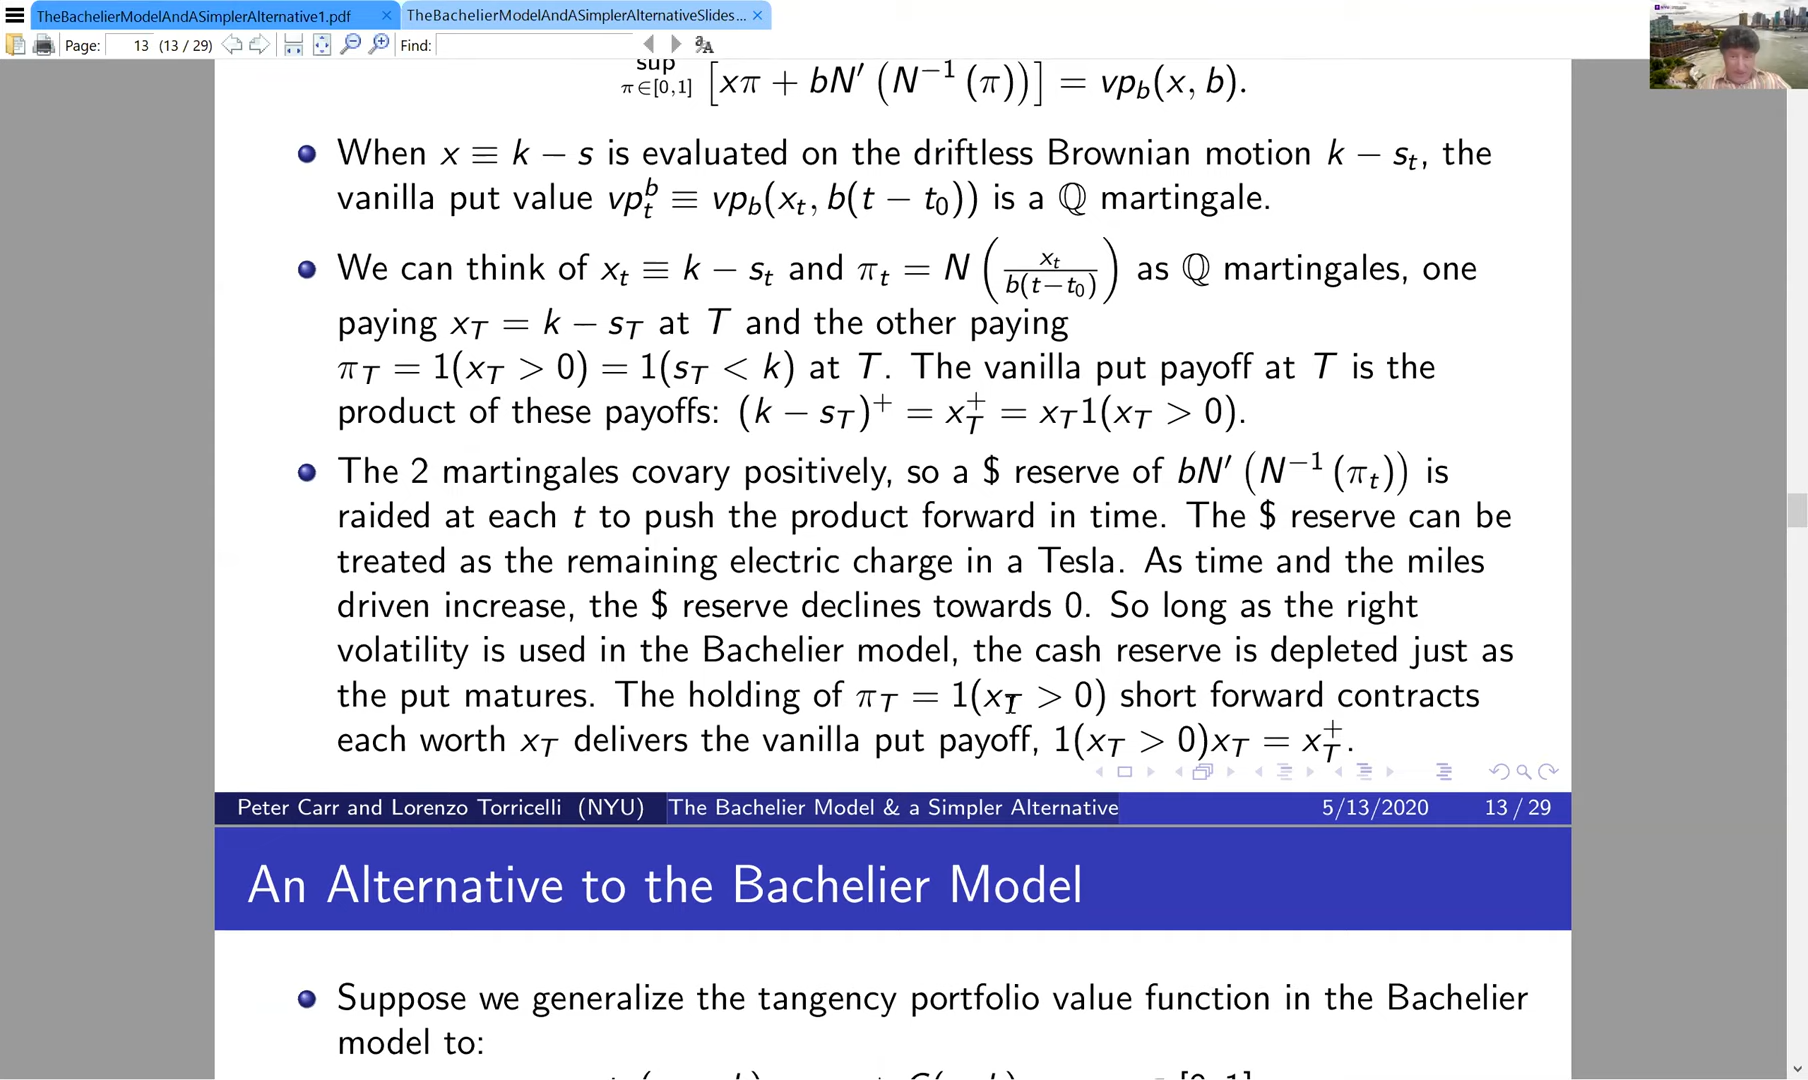 TheBachelierModelAndASimplerAlternative1.pdf
TheBachelierModelAndASimplerAlternativeSlides...
Page: 13 (13 / 29) Find:
sup π∈[0,1] [xπ + bN′ (N⁻¹ (π))] = vp_b(x, b).
When x ≡ k − s is evaluated on the driftless Brownian motion k − s_t, the
vanilla put value vp_t^b ≡ vp_b(x_t, b(t − t_0)) is a ℚ martingale.
We can think of x_t ≡ k − s_t and π_t = N (x_t / b(t−t_0)) as ℚ martingales, one
paying x_T = k − s_T at T and the other paying
π_T = 1(x_T > 0) = 1(s_T < k) at T. The vanilla put payoff at T is the
product of these payoffs: (k − s_T)^+ = x_T^+ = x_T 1(x_T > 0).
The 2 martingales covary positively, so a $ reserve of bN′ (N⁻¹ (π_t)) is
raided at each t to push the product forward in time. The $ reserve can be
treated as the remaining electric charge in a Tesla. As time and the miles
driven increase, the $ reserve declines towards 0. So long as the right
volatility is used in the Bachelier model, the cash reserve is depleted just as
the put matures. The holding of π_T = 1(x_T > 0) short forward contracts
each worth x_T delivers the vanilla put payoff, 1(x_T > 0)x_T = x_T^+.
Peter Carr and Lorenzo Torricelli (NYU) The Bachelier Model & a Simpler Alternative 5/13/2020 13 / 29
An Alternative to the Bachelier Model
Suppose we generalize the tangency portfolio value function in the Bachelier
model to: